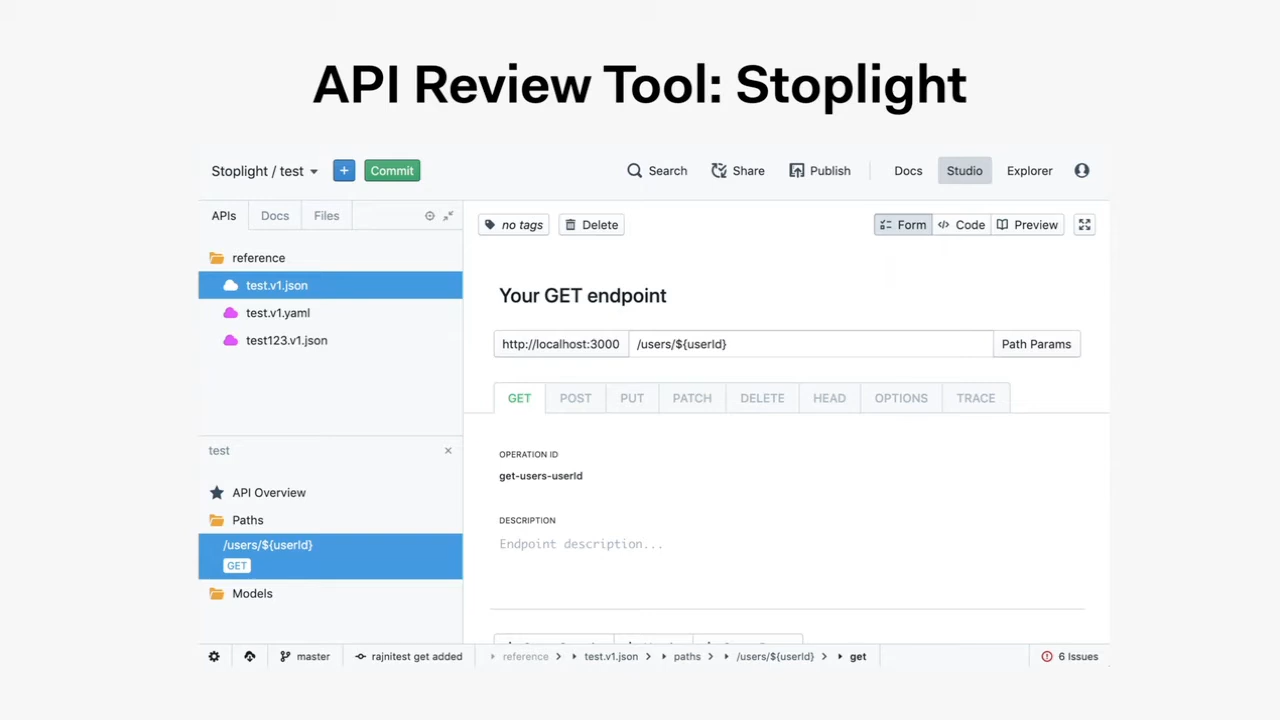 API Review Tool: Stoplight
Stoplight / test
+
Commit
Search
Share
Publish
Docs
Studio
Explorer
APIs
Docs
Files
no tags
Delete
Form
</> Code
Preview
reference
test.v1.json
test.v1.yaml
test123.v1.json
Your GET endpoint
http://localhost:3000
/users/${userId}
Path Params
GET
POST
PUT
PATCH
DELETE
HEAD
OPTIONS
TRACE
test
API Overview
Paths
/users/${userId}
GET
Models
OPERATION ID
get-users-userId
DESCRIPTION
Endpoint description...
master
rajnitest get added
reference
test.v1.json
paths
/users/${userId}
get
6 Issues